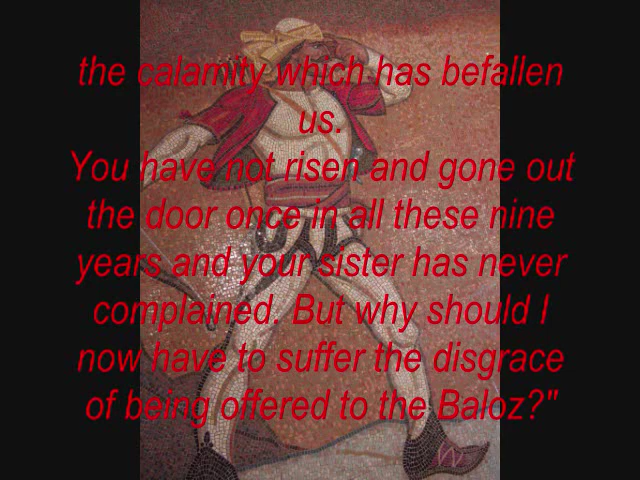 the calamity which has befallen
us.
You have not risen and gone out
the door once in all these nine
years and your sister has never
complained. But why should I
now have to suffer the disgrace
of being offered to the Baloz?"